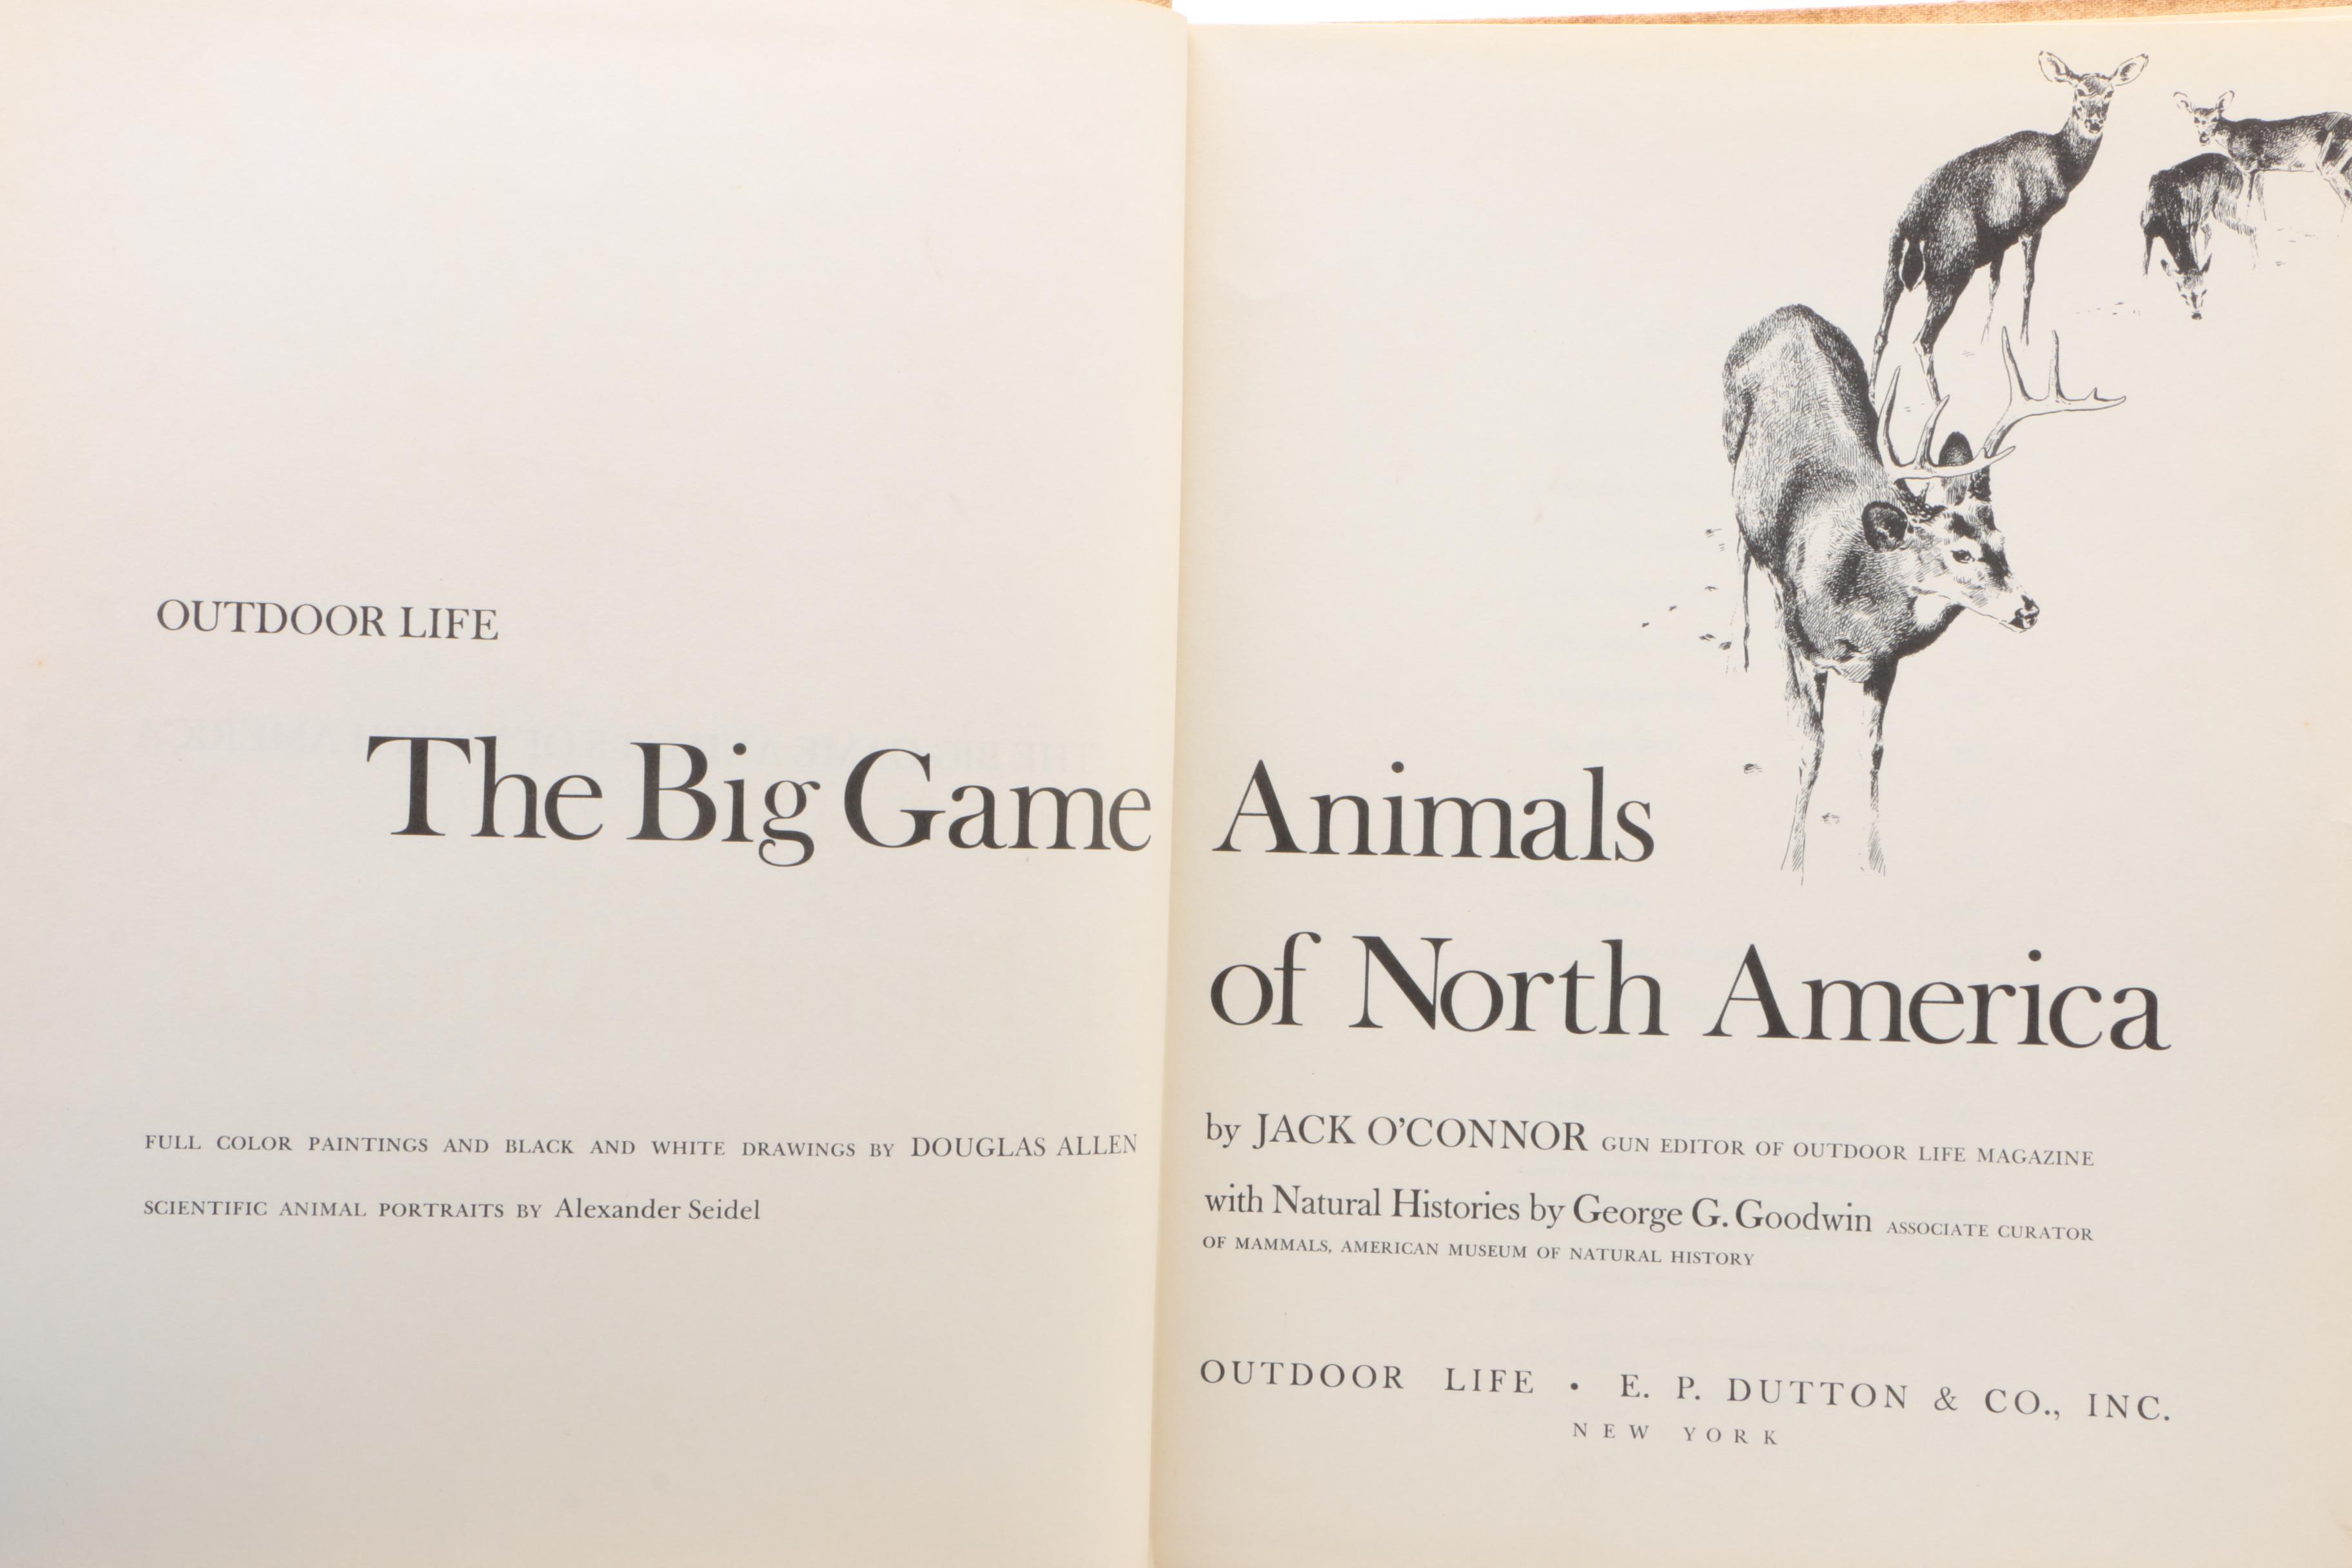 OUTDOOR LIFE
The Big Game Animals
of North America
FULL COLOR PAINTINGS AND BLACK AND WHITE DRAWINGS BY DOUGLAS ALLEN
SCIENTIFIC ANIMAL PORTRAITS BY Alexander Seidel
by JACK O'CONNOR GUN EDITOR OF OUTDOOR LIFE MAGAZINE
with Natural Histories by George G. Goodwin ASSOCIATE CURATOR
OF MAMMALS, AMERICAN MUSEUM OF NATURAL HISTORY
OUTDOOR LIFE • E. P. DUTTON & CO., INC.
NEW YORK